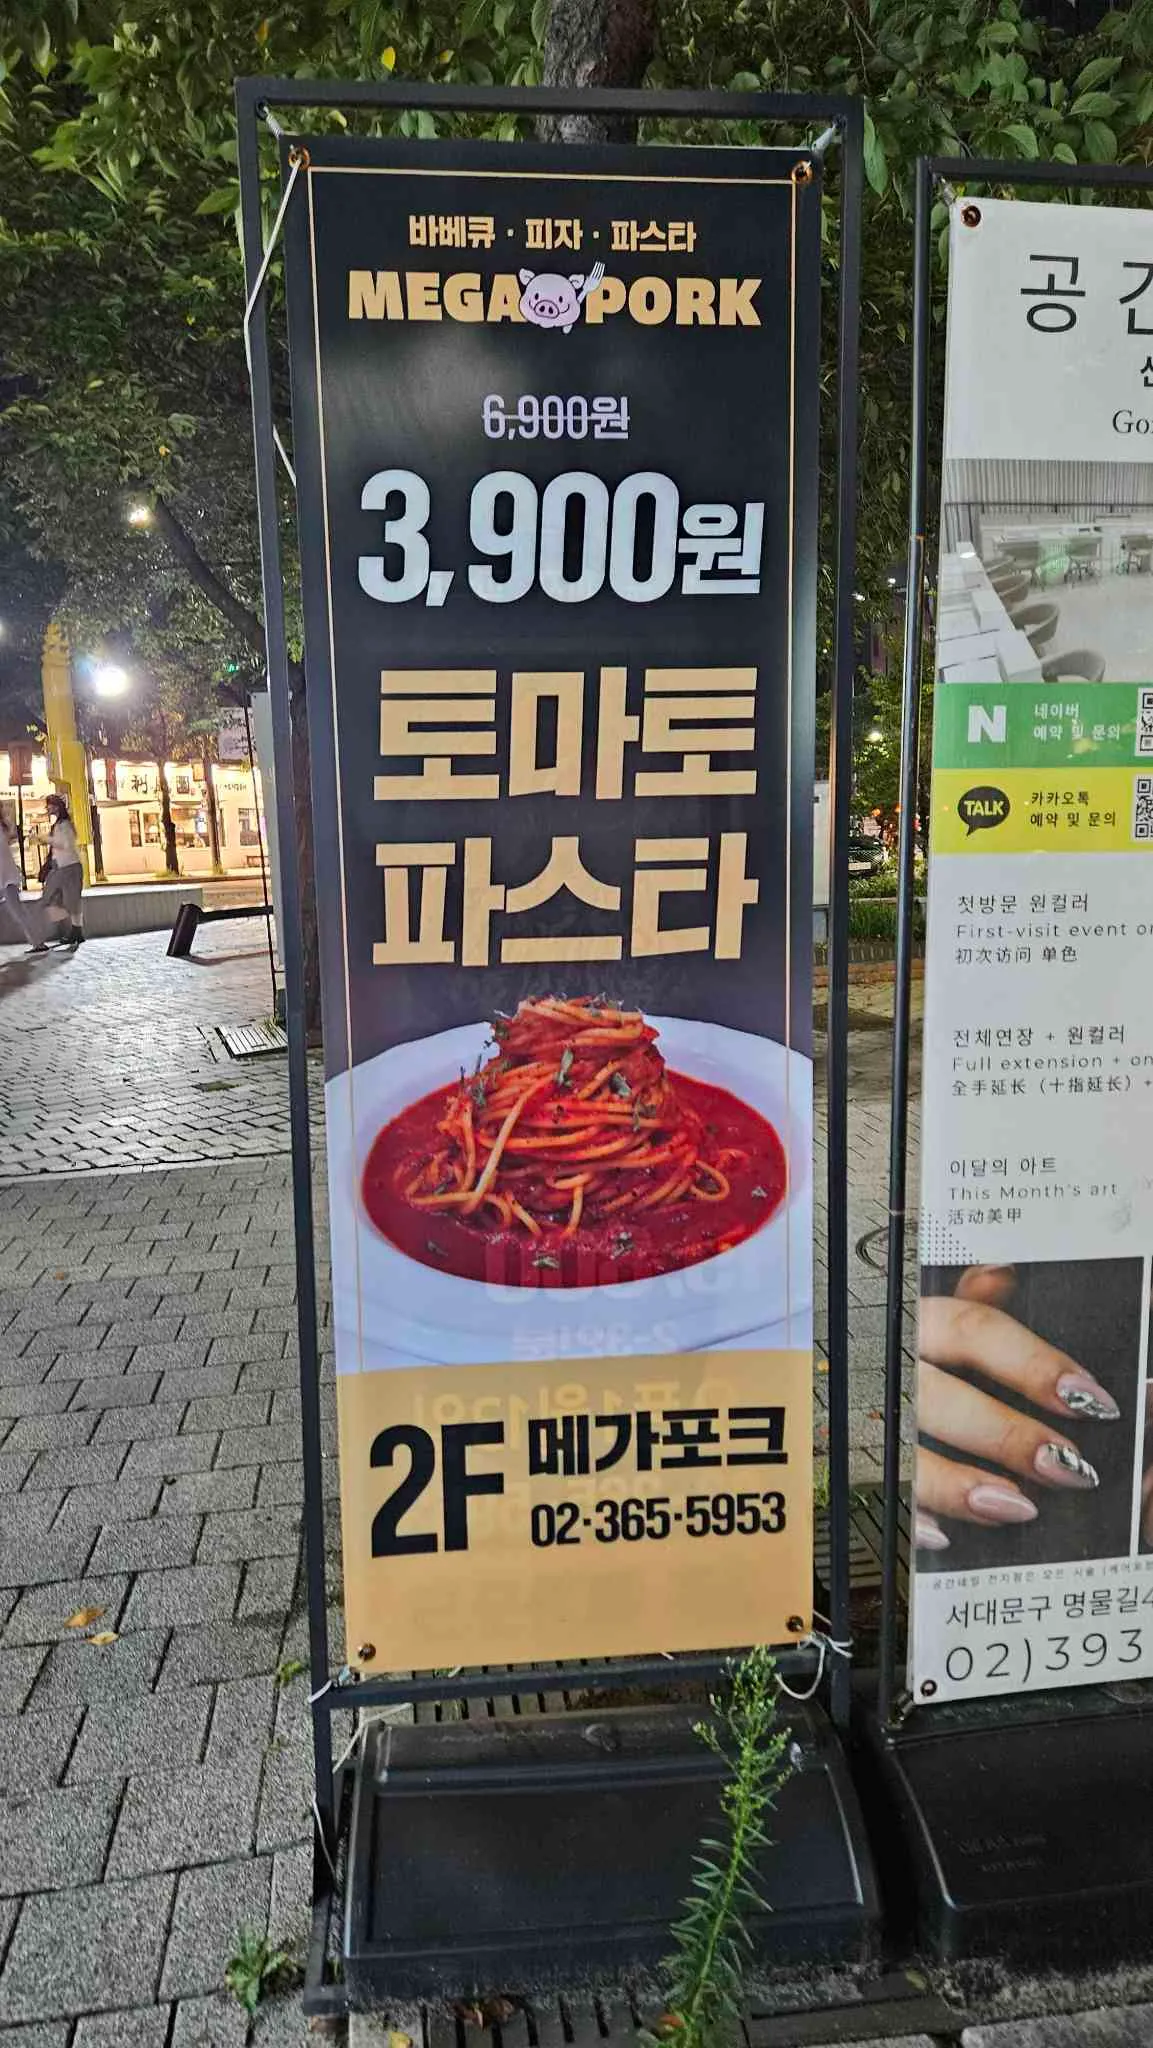 바베큐 · 피자 · 파스타
MEGA PORK
6,900원
3,900원
토마토
파스타
2F 메가포크
02·365·5953
공
Go
N 네이버
예약 및 문의
TALK 카카오톡
예약 및 문의
첫방문 원컬러
First-visit event
初次访问 单色
전체연장 + 원컬러
Full extension +
全手延长（十指延长）+
이달의 아트
This Month's art
活动美甲
서대문구 명물길
02)393